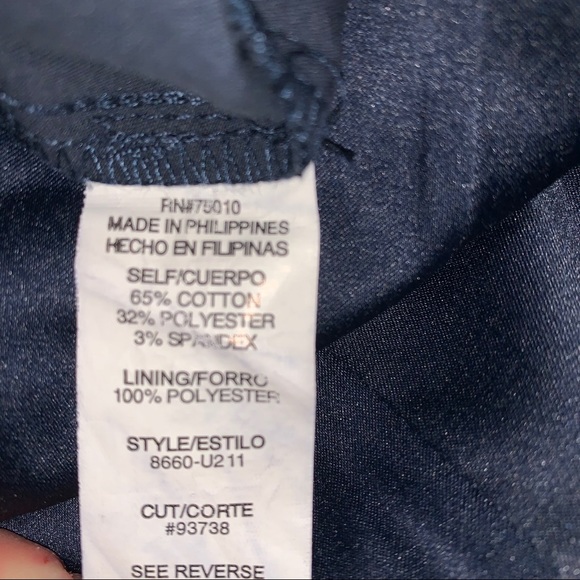 RN#75010
MADE IN PHILIPPINES
HECHO EN FILIPINAS
SELF/CUERPO
65% COTTON
32% POLYESTER
3% SPANDEX
LINING/FORRO
100% POLYESTER
STYLE/ESTILO
8660-U211
CUT/CORTE
#93738
SEE REVERSE